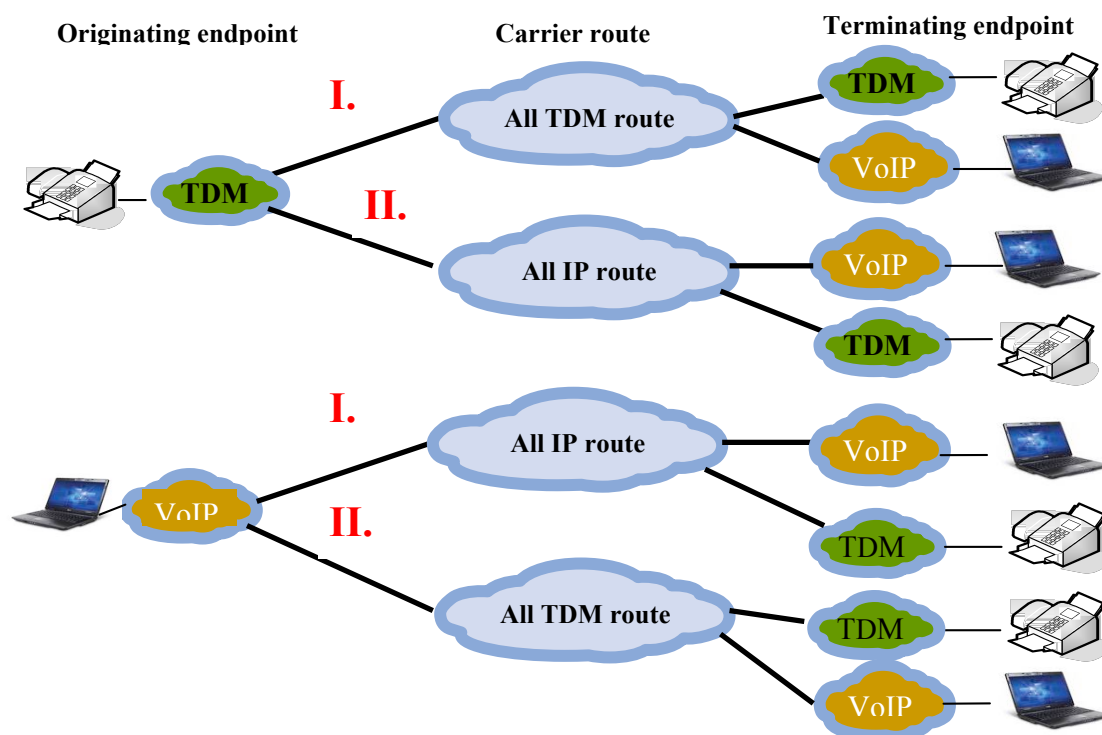 Originating endpoint
Carrier route
Terminating endpoint
I.
TDM
All TDM route
VoIP
TDM
II.
VoIP
All IP route
TDM
I.
VoIP
All IP route
VoIP
II.
TDM
All TDM route
TDM
VoIP